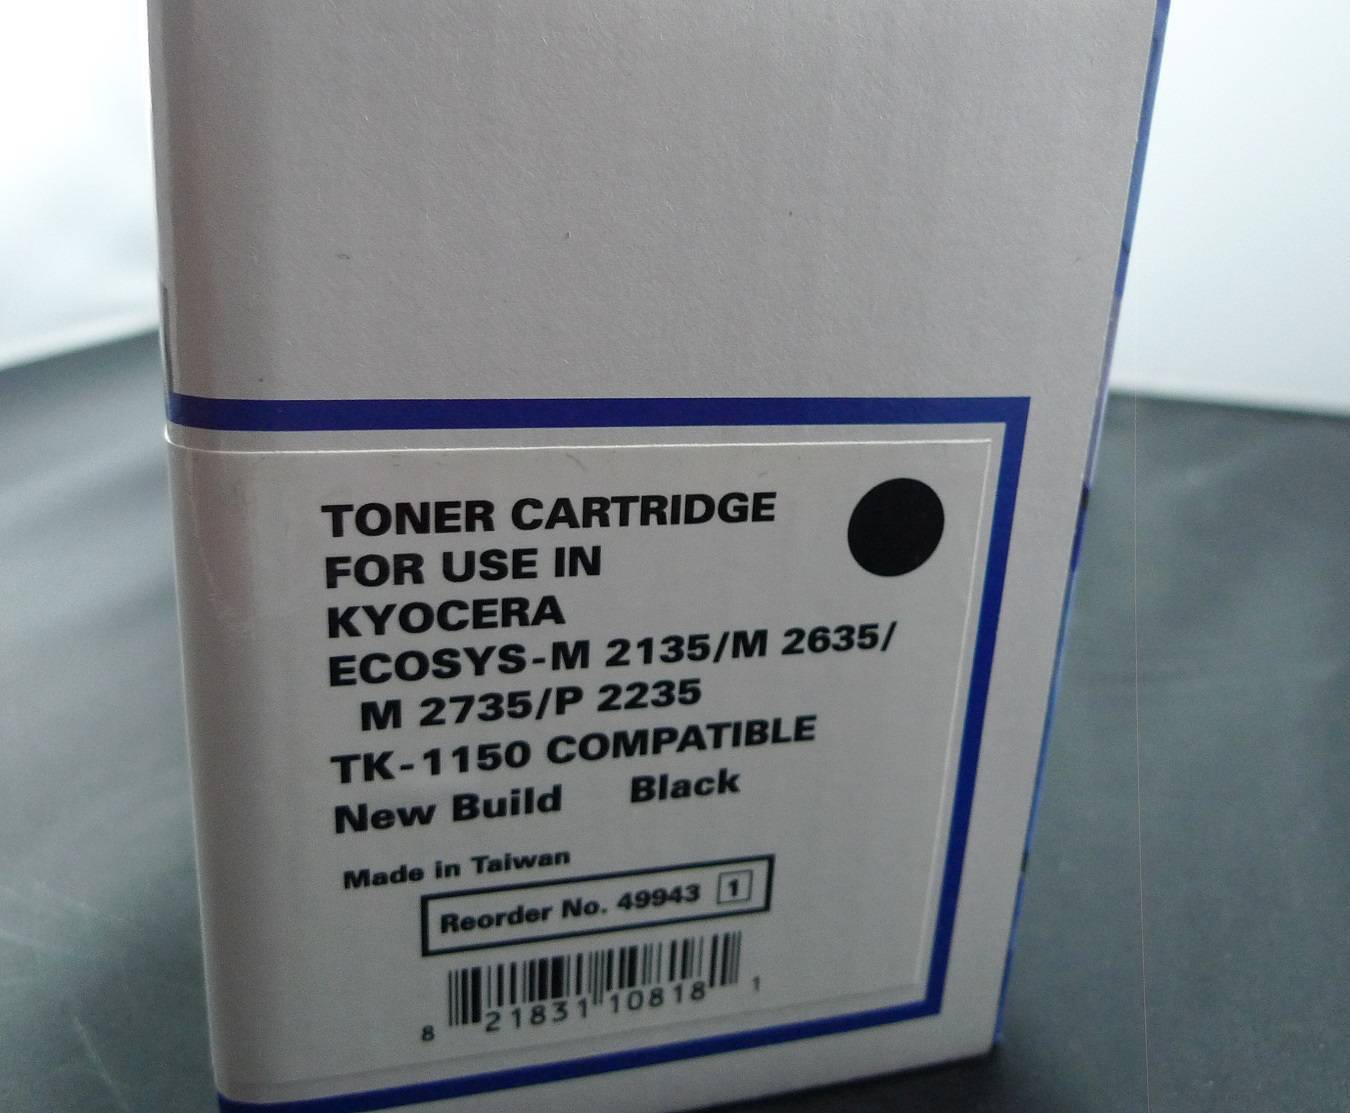 TONER CARTRIDGE
FOR USE IN
KYOCERA
ECOSYS-M 2135/M 2635/
M 2735/P 2235
TK-1150 COMPATIBLE
New Build Black
Made in Taiwan
Reorder No. 49943 1
8 21831 10818 1